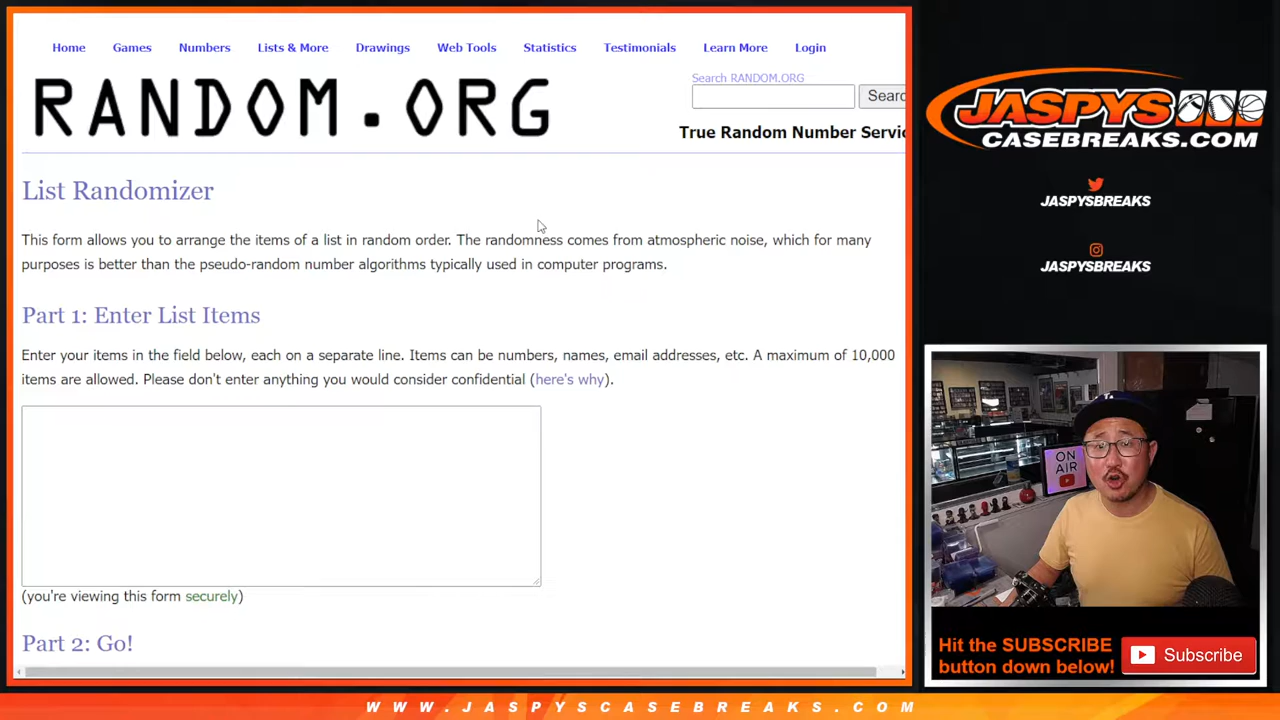 Home Games Numbers Lists & More Drawings Web Tools Statistics Testimonials Learn More Login
RANDOM.ORG
Search RANDOM.ORG
Searc
True Random Number Servic
List Randomizer
This form allows you to arrange the items of a list in random order. The randomness comes from atmospheric noise, which for many
purposes is better than the pseudo-random number algorithms typically used in computer programs.
Part 1: Enter List Items
Enter your items in the field below, each on a separate line. Items can be numbers, names, email addresses, etc. A maximum of 10,000
items are allowed. Please don't enter anything you would consider confidential (here's why).
(you're viewing this form securely)
Part 2: Go!
JASPYS
CASEBREAKS.COM
JASPYSBREAKS
JASPYSBREAKS
ON
AIR
Hit the SUBSCRIBE
button down below!
Subscribe
WWW.JASPYSCASEBREAKS.COM